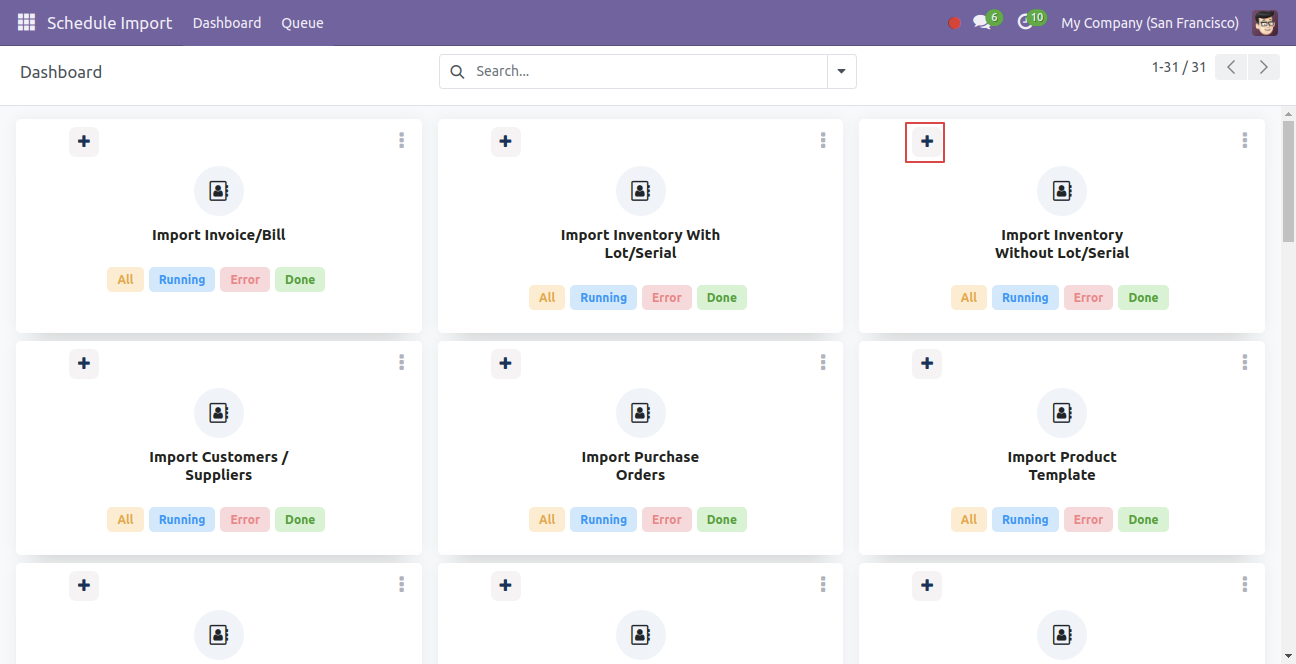 Schedule Import Dashboard Queue 6 10 My Company (San Francisco)
Dashboard Search... 1-31 / 31
Import Invoice/Bill
All Running Error Done
Import Inventory With
Lot/Serial
All Running Error Done
Import Inventory
Without Lot/Serial
All Running Error Done
Import Customers /
Suppliers
All Running Error Done
Import Purchase
Orders
All Running Error Done
Import Product
Template
All Running Error Done